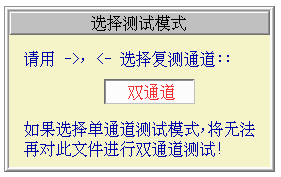 选择测试模式
请用 ->, <- 选择复测通道::
双通道
如果选择单通道测试模式,将无法
再对此文件进行双通道测试!